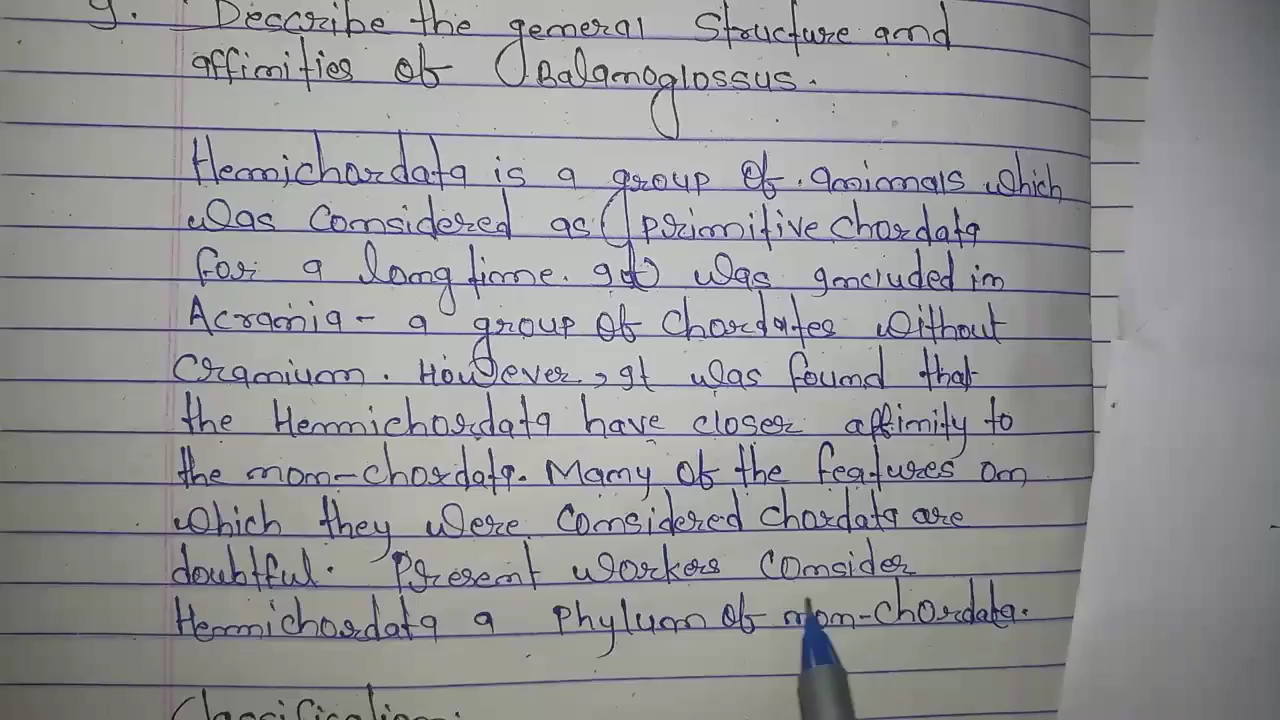 9. Describe the general Structure and
affinities of Balanoglossus.
Hemichordata is a group of animals which
was considered as primitive chordata
for a long time. It was included in
Acrania - a group of chordates without
cranium. However, It was found that
the Hemichordata have closer affinity to
the non-chordata. Many of the features on
which they were considered chordata are
doubtful. Present workers consider
Hemichordata a phylum of non-chordata.
Classification: